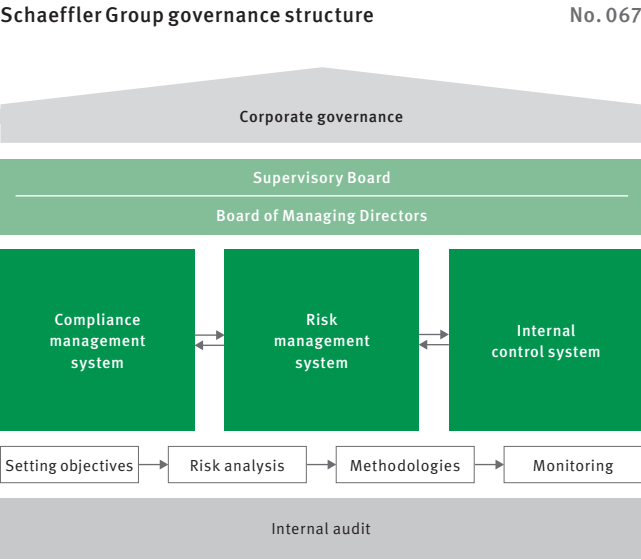 Schaeffler Group governance structure No. 067
Corporate governance
Supervisory Board
Board of Managing Directors
Compliance
management
system
Risk
management
system
Internal
control system
Setting objectives
Risk analysis
Methodologies
Monitoring
Internal audit